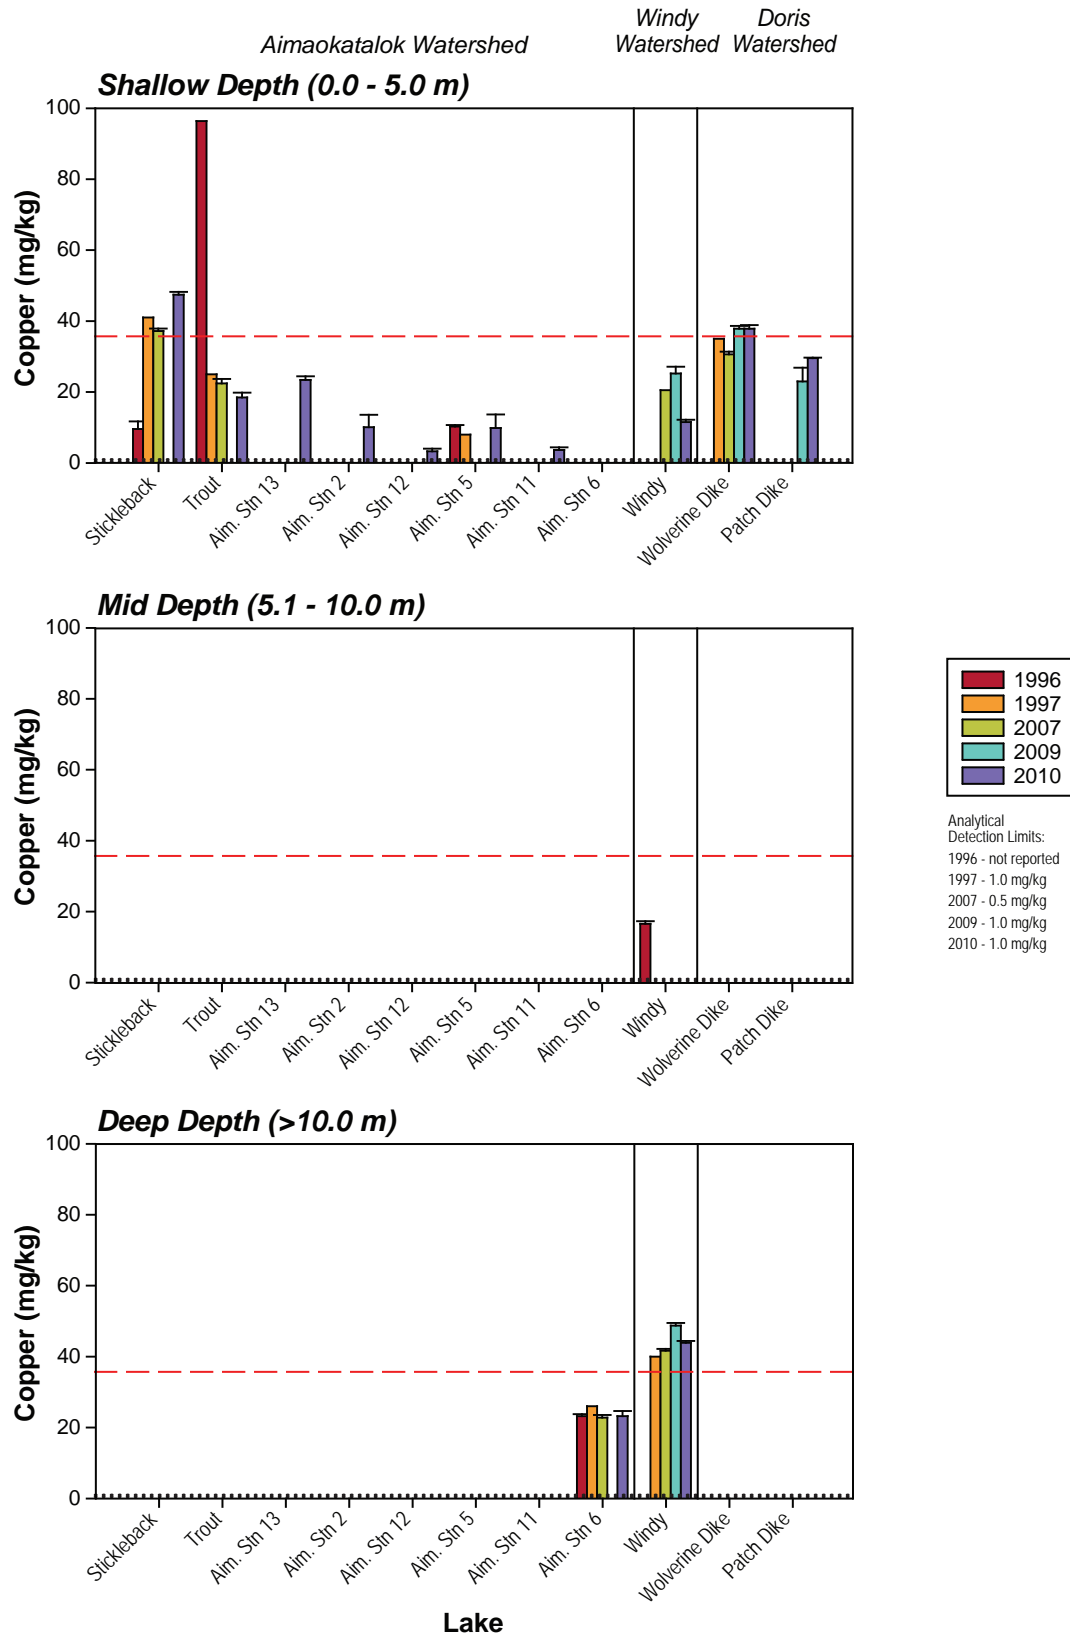 Aimaokatalok Watershed
Windy
Watershed
Doris
Watershed
Shallow Depth (0.0 - 5.0 m)
Copper (mg/kg)
100
80
60
40
20
0
Stickleback
Trout
Aim. Stn 13
Aim. Stn 2
Aim. Stn 12
Aim. Stn 5
Aim. Stn 11
Aim. Stn 6
Windy
Wolverine Dike
Patch Dike
Mid Depth (5.1 - 10.0 m)
Copper (mg/kg)
100
80
60
40
20
0
Stickleback
Trout
Aim. Stn 13
Aim. Stn 2
Aim. Stn 12
Aim. Stn 5
Aim. Stn 11
Aim. Stn 6
Windy
Wolverine Dike
Patch Dike
1996
1997
2007
2009
2010
Analytical
Detection Limits:
1996 - not reported
1997 - 1.0 mg/kg
2007 - 0.5 mg/kg
2009 - 1.0 mg/kg
2010 - 1.0 mg/kg
Deep Depth (>10.0 m)
Copper (mg/kg)
100
80
60
40
20
0
Stickleback
Trout
Aim. Stn 13
Aim. Stn 2
Aim. Stn 12
Aim. Stn 5
Aim. Stn 11
Aim. Stn 6
Windy
Wolverine Dike
Patch Dike
Lake